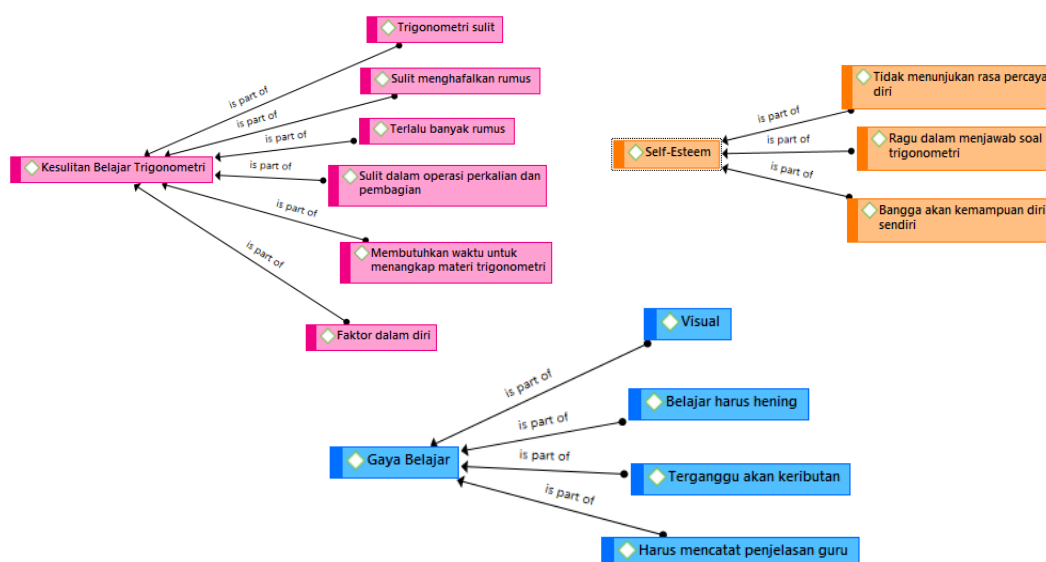 Trigonometri sulit
is part of
Sulit menghafalkan rumus
is part of
Terlalu banyak rumus
is part of
Kesulitan Belajar Trigonometri
Sulit dalam operasi perkalian dan
pembagian
is part of
Membutuhkan waktu untuk
menangkap materi trigonometri
is part of
Faktor dalam diri
is part of
Self-Esteem
Tidak menunjukan rasa percaya
diri
is part of
Ragu dalam menjawab soal
trigonometri
is part of
Bangga akan kemampuan diri
sendiri
is part of
Gaya Belajar
Visual
is part of
Belajar harus hening
is part of
Terganggu akan keributan
is part of
Harus mencatat penjelasan guru
is part of